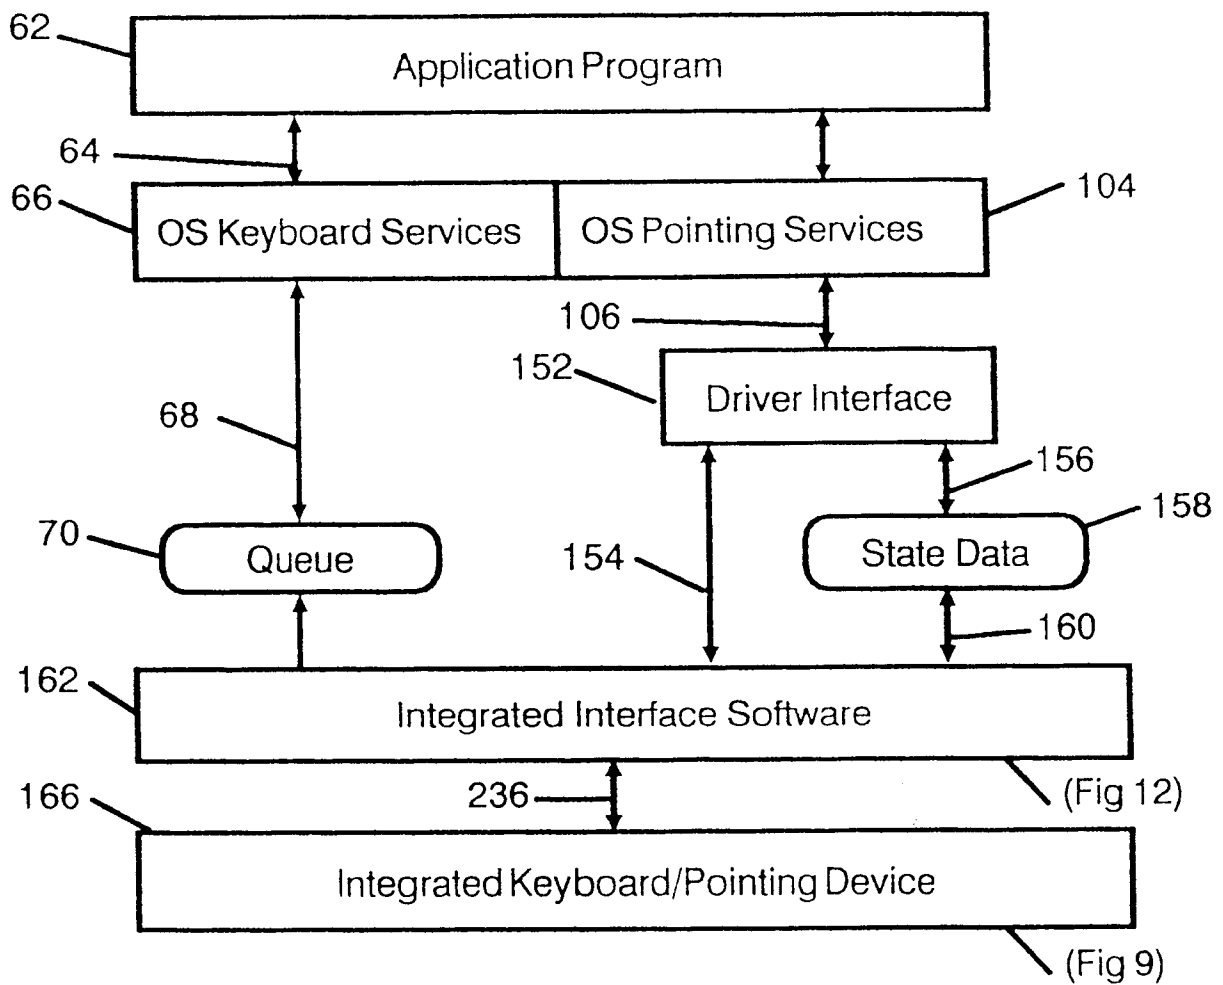 62
Application Program
64
66
OS Keyboard Services
OS Pointing Services
104
106
152
Driver Interface
68
156
70
Queue
154
State Data
158
160
162
Integrated Interface Software
236
(Fig 12)
166
Integrated Keyboard/Pointing Device
(Fig 9)